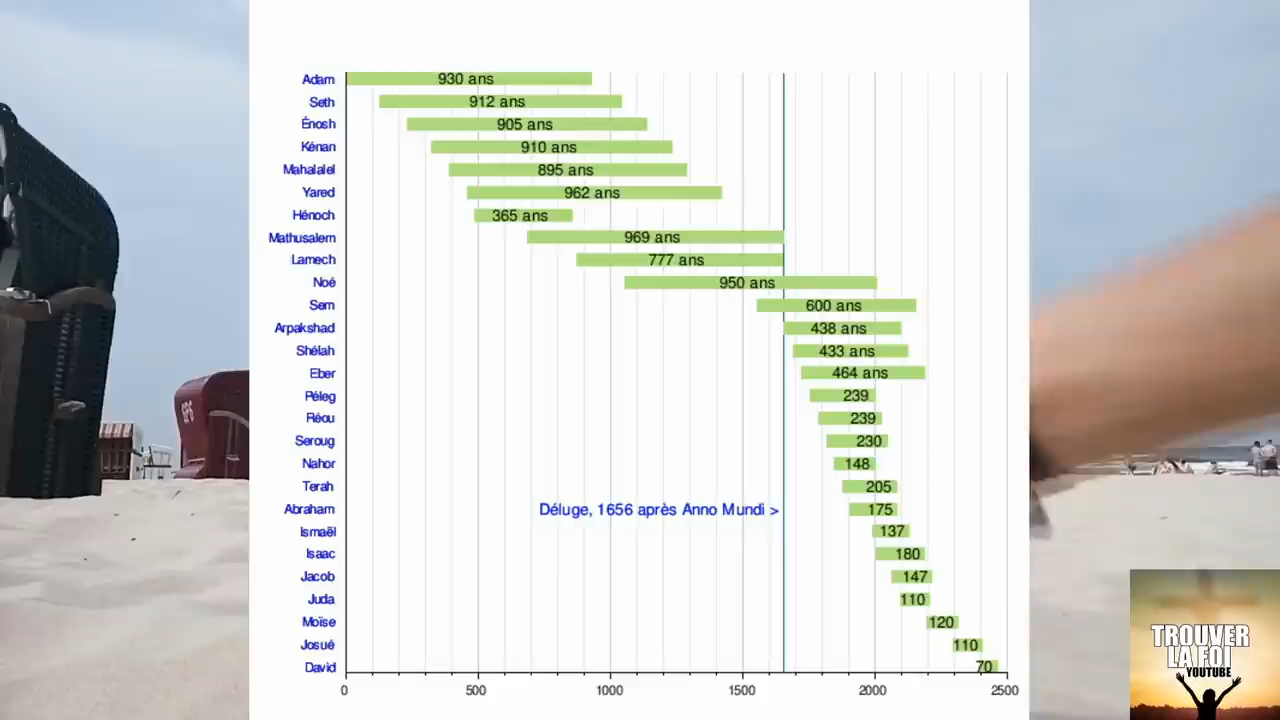 Adam 930 ans
Seth 912 ans
Énosh 905 ans
Kénan 910 ans
Mahalalel 895 ans
Yared 962 ans
Hénoch 365 ans
Mathusalem 969 ans
Lamech 777 ans
Noé 950 ans
Sem 600 ans
Arpakshad 438 ans
Shélah 433 ans
Eber 464 ans
Péleg 239
Réou 239
Seroug 230
Nahor 148
Terah 205
Abraham Déluge, 1656 après Anno Mundi > 175
Ismaël 137
Isaac 180
Jacob 147
Juda 110
Moïse 120
Josué 110
David 70
0 500 1000 1500 2000 2500
TROUVER
LA FOI
YOUTUBE